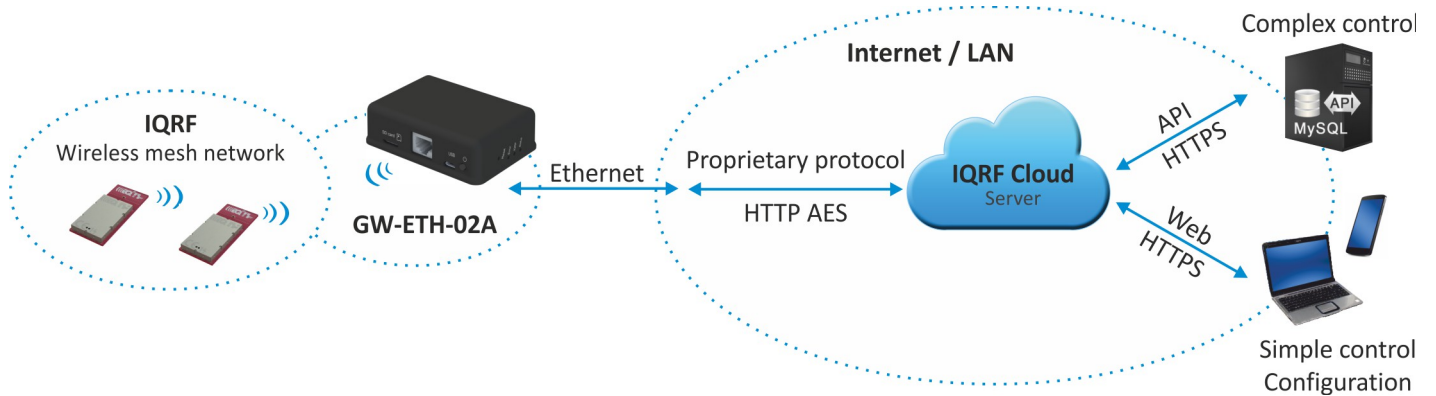 IQRF
Wireless mesh network
GW-ETH-02A
Ethernet
Internet / LAN
Proprietary protocol
HTTP AES
IQRF Cloud
Server
API
HTTPS
Web
HTTPS
Complex control
API
MySQL
Simple control
Configuration